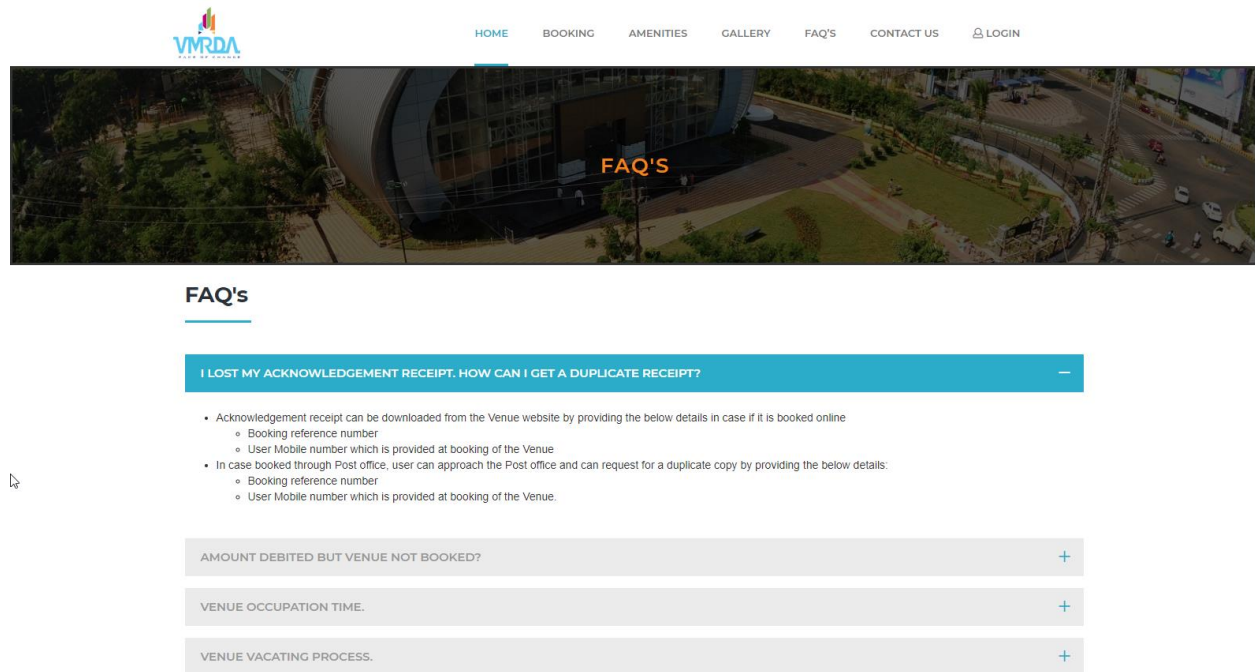 VMRDA
HOME BOOKING AMENITIES GALLERY FAQ'S CONTACT US LOGIN
FAQ'S
FAQ's
I LOST MY ACKNOWLEDGEMENT RECEIPT. HOW CAN I GET A DUPLICATE RECEIPT?
Acknowledgement receipt can be downloaded from the Venue website by providing the below details in case if it is booked online
Booking reference number
User Mobile number which is provided at booking of the Venue
In case booked through Post office, user can approach the Post office and can request for a duplicate copy by providing the below details:
Booking reference number
User Mobile number which is provided at booking of the Venue.
AMOUNT DEBITED BUT VENUE NOT BOOKED?
VENUE OCCUPATION TIME.
VENUE VACATING PROCESS.